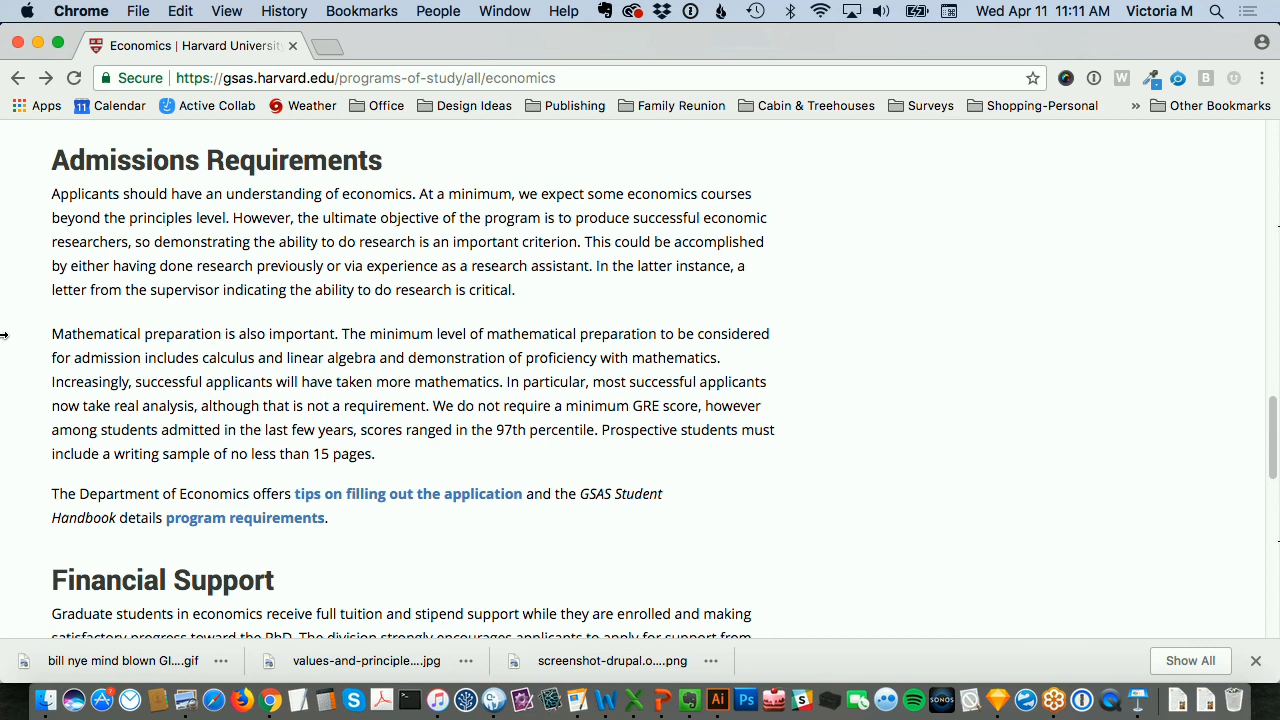 Chrome File Edit View History Bookmarks People Window Help Wed Apr 11 11:11 AM Victoria M
Economics | Harvard University
Secure https://gsas.harvard.edu/programs-of-study/all/economics
Apps 11 Calendar Active Collab Weather Office Design Ideas Publishing Family Reunion Cabin & Treehouses Surveys Shopping-Personal » Other Bookmarks
Admissions Requirements
Applicants should have an understanding of economics. At a minimum, we expect some economics courses
beyond the principles level. However, the ultimate objective of the program is to produce successful economic
researchers, so demonstrating the ability to do research is an important criterion. This could be accomplished
by either having done research previously or via experience as a research assistant. In the latter instance, a
letter from the supervisor indicating the ability to do research is critical.
Mathematical preparation is also important. The minimum level of mathematical preparation to be considered
for admission includes calculus and linear algebra and demonstration of proficiency with mathematics.
Increasingly, successful applicants will have taken more mathematics. In particular, most successful applicants
now take real analysis, although that is not a requirement. We do not require a minimum GRE score, however
among students admitted in the last few years, scores ranged in the 97th percentile. Prospective students must
include a writing sample of no less than 15 pages.
The Department of Economics offers tips on filling out the application and the GSAS Student
Handbook details program requirements.
Financial Support
Graduate students in economics receive full tuition and stipend support while they are enrolled and making
satisfactory progress toward the PhD. The division strongly encourages applicants to apply for support from
bill nye mind blown GI....gif values-and-principle....jpg screenshot-drupal.o....png Show All